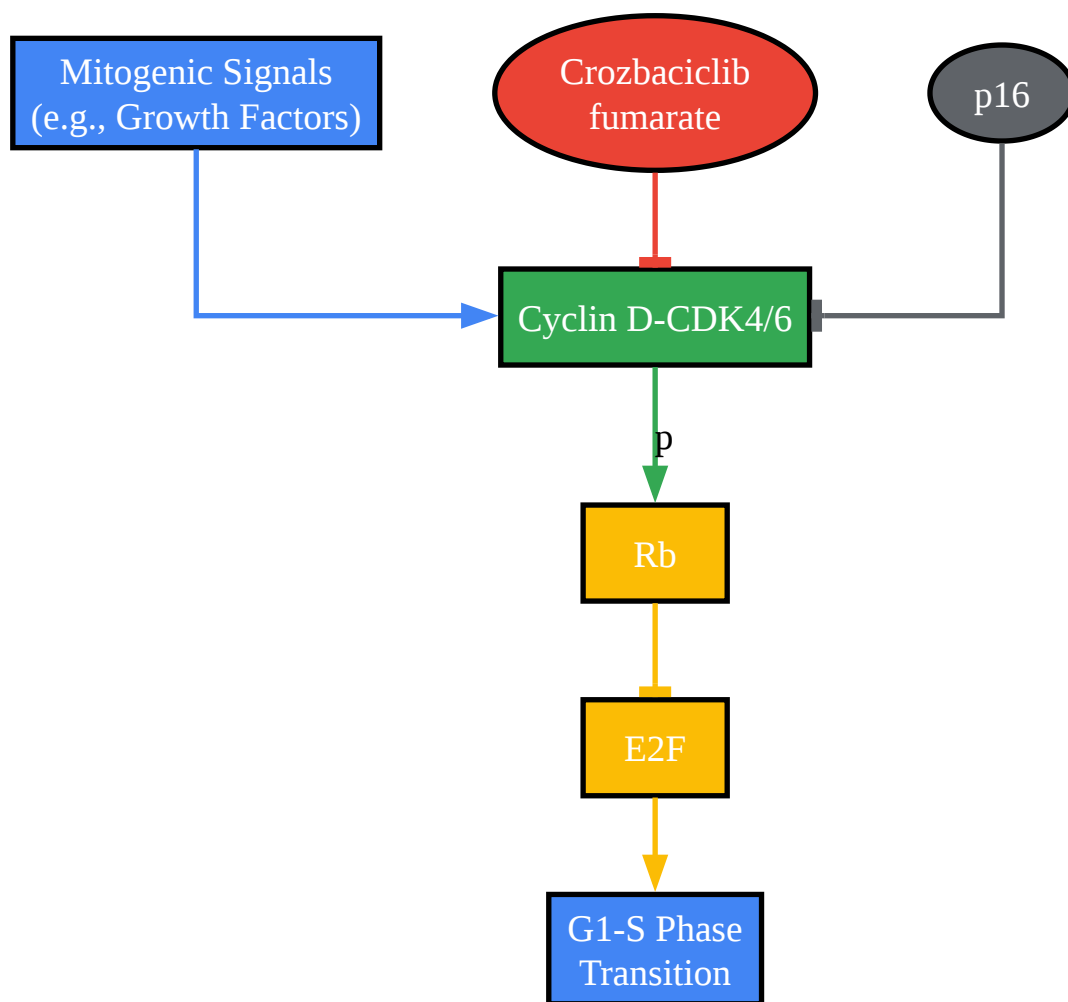 Mitogenic Signals
(e.g., Growth Factors)
Crozbaciclib
fumarate
p16
Cyclin D-CDK4/6
p
Rb
E2F
G1-S Phase
Transition